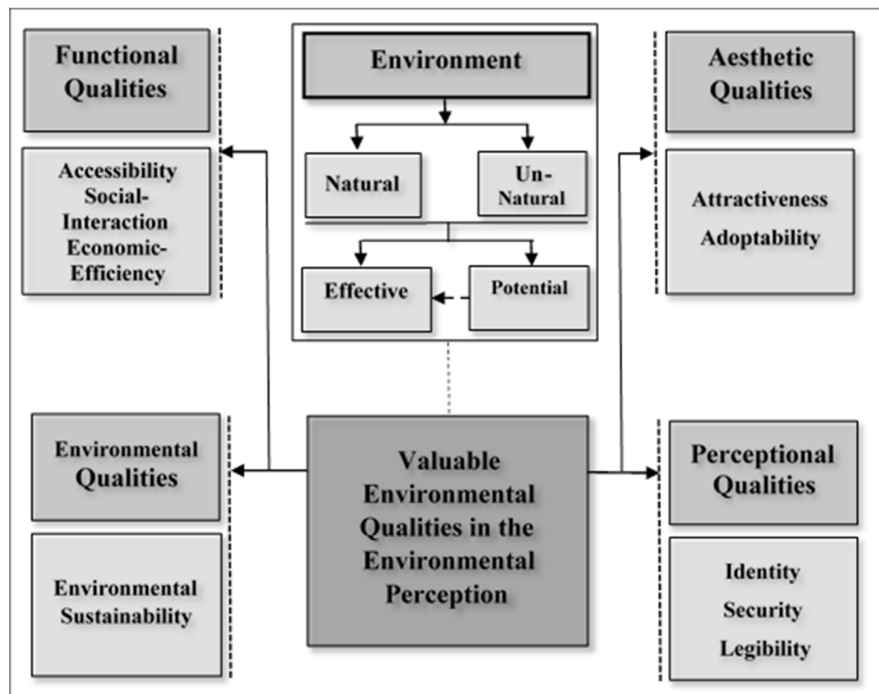 Functional
Qualities
Accessibility
Social-
Interaction
Economic-
Efficiency
Environment
Natural
Un-
Natural
Effective
Potential
Aesthetic
Qualities
Attractiveness
Adoptability
Environmental
Qualities
Environmental
Sustainability
Valuable
Environmental
Qualities in the
Environmental
Perception
Perceptional
Qualities
Identity
Security
Legibility